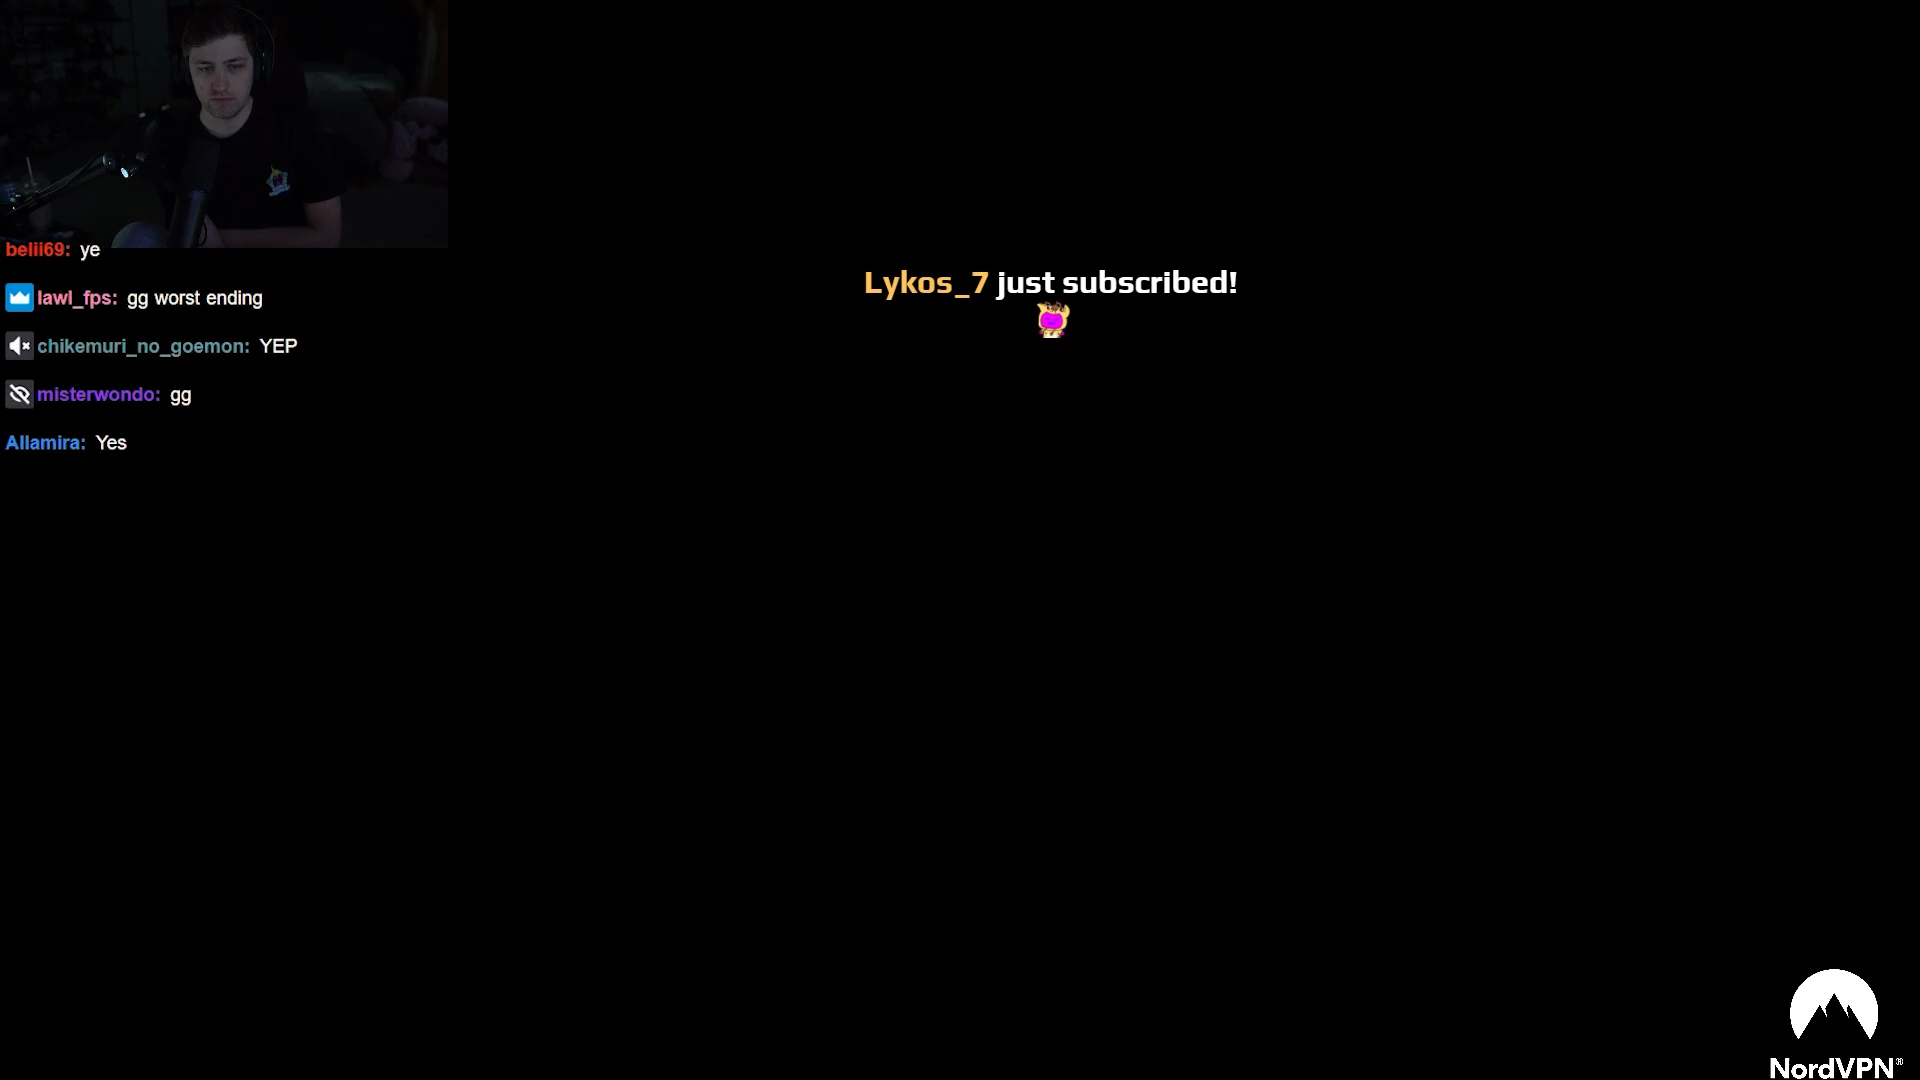 belii69: ye
lawl_fps: gg worst ending
chikemuri_no_goemon: YEP
misterwondo: gg
Allamira: Yes
Lykos_7 just subscribed!
NordVPN®